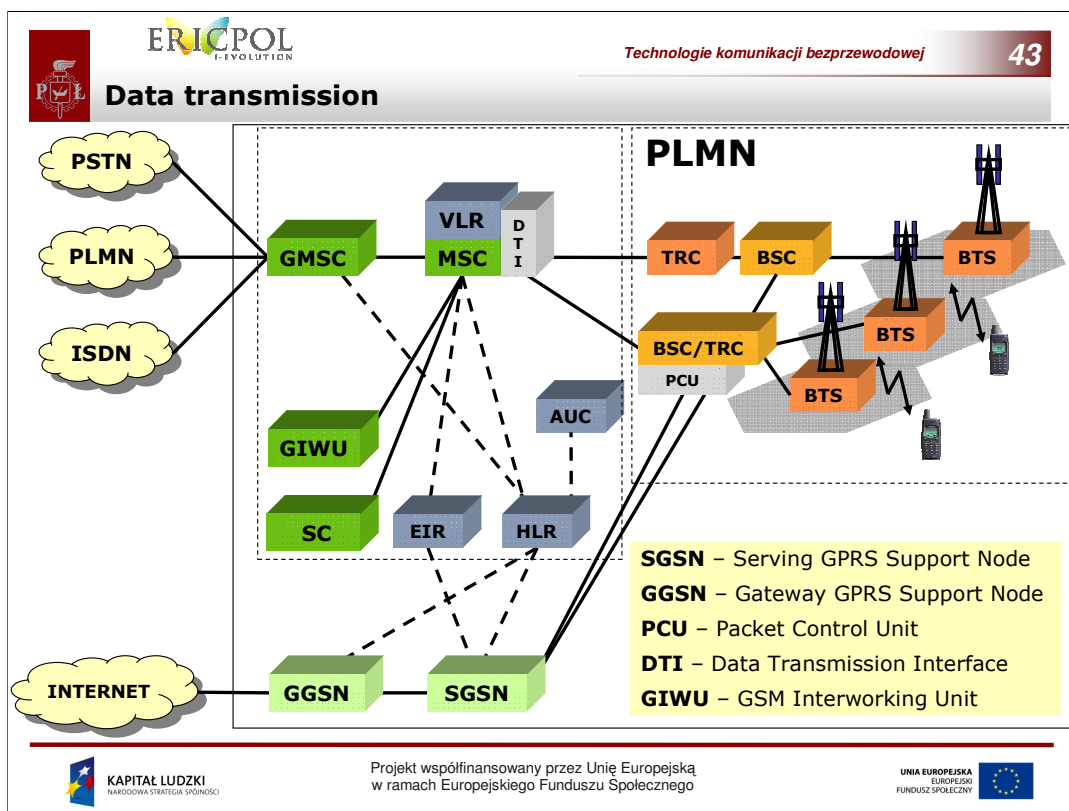 ERICPOL
I-EVOLUTION
Technologie komunikacji bezprzewodowej
43
P Ł
Data transmission
PSTN
PLMN
ISDN
INTERNET
PLMN
VLR
DTI
GMSC
MSC
TRC
BSC
BTS
BTS
BTS
BSC/TRC
PCU
AUC
GIWU
SC
EIR
HLR
GGSN
SGSN
SGSN – Serving GPRS Support Node
GGSN – Gateway GPRS Support Node
PCU – Packet Control Unit
DTI – Data Transmission Interface
GIWU – GSM Interworking Unit
KAPITAŁ LUDZKI
NARODOWA STRATEGIA SPÓJNOŚCI
Projekt współfinansowany przez Unię Europejską
w ramach Europejskiego Funduszu Społecznego
UNIA EUROPEJSKA
EUROPEJSKI
FUNDUSZ SPOŁECZNY